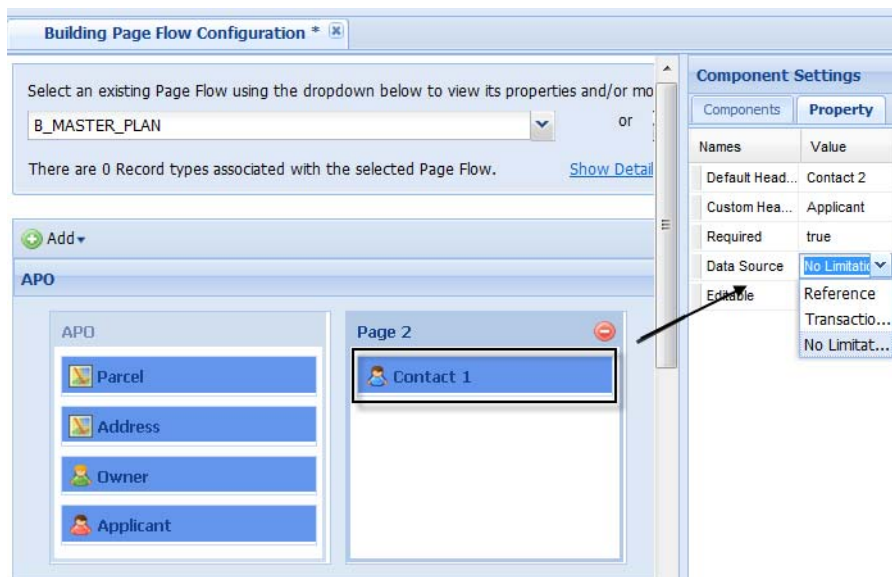 Building Page Flow Configuration *
Select an existing Page Flow using the dropdown below to view its properties and/or mo
B_MASTER_PLAN
or
There are 0 Record types associated with the selected Page Flow.
Show Detail
Add
APO
APO
Parcel
Address
Owner
Applicant
Page 2
Contact 1
Component Settings
Components Property
Names Value
Default Head... Contact 2
Custom Hea... Applicant
Required true
Data Source No Limitatio
Editable
Reference
Transactio...
No Limitat...